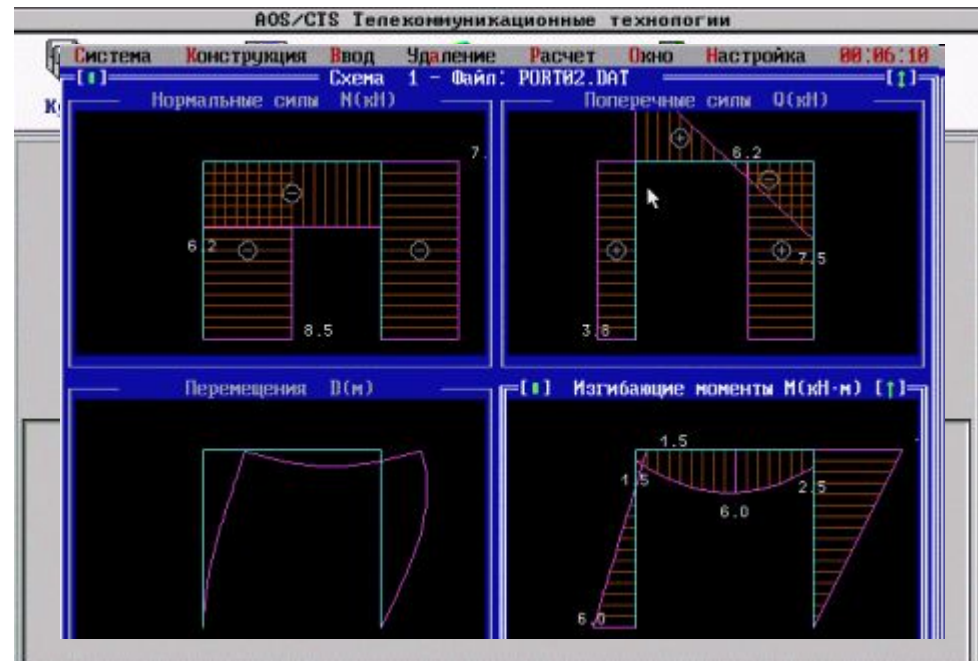 AOS/CTS Телекоммуникационные технологии
Система Конструкция Ввод Удаление Расчет Окно Настройка 00:06:10
Схема 1 - Файл: PORT02.DAT
Нормальные силы N(кН)
7.
6.2
8.5
Поперечные силы Q(кН)
6.2
7.5
3.8
Перемещения D(м)
Изгибающие моменты M(кН·м)
1.5
1.5
2.5
6.0
6.0